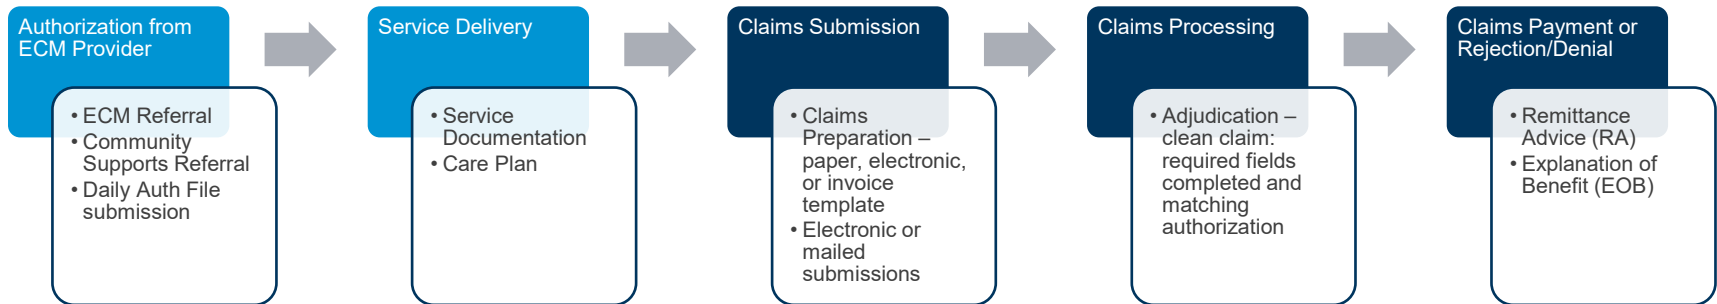 Authorization from
ECM Provider
• ECM Referral
• Community
Supports Referral
• Daily Auth File
submission
Service Delivery
• Service
Documentation
• Care Plan
Claims Submission
• Claims
Preparation –
paper, electronic,
or invoice
template
• Electronic or
mailed
submissions
Claims Processing
• Adjudication –
clean claim:
required fields
completed and
matching
authorization
Claims Payment or
Rejection/Denial
• Remittance
Advice (RA)
• Explanation of
Benefit (EOB)